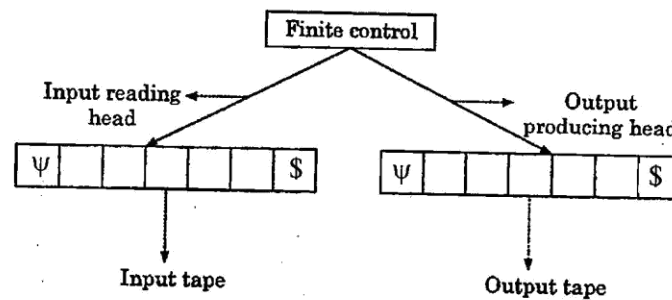 Finite control
Input reading
head
Output
producing head
Ψ $
Ψ $
Input tape
Output tape